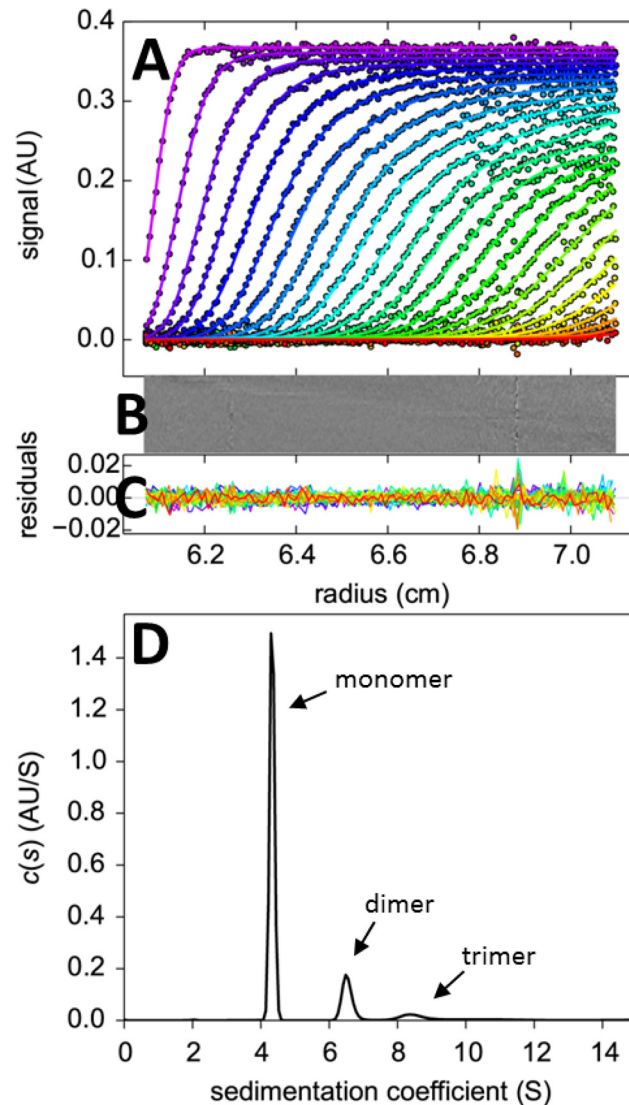 A
0.4
0.3
0.2
0.1
0.0
signal (AU)
B
C
residuals
0.02
0.00
−0.02
6.2 6.4 6.6 6.8 7.0
radius (cm)
D
1.4
1.2
1.0
0.8
0.6
0.4
0.2
0.0
c(s) (AU/S)
monomer
dimer
trimer
0 2 4 6 8 10 12 14
sedimentation coefficient (S)